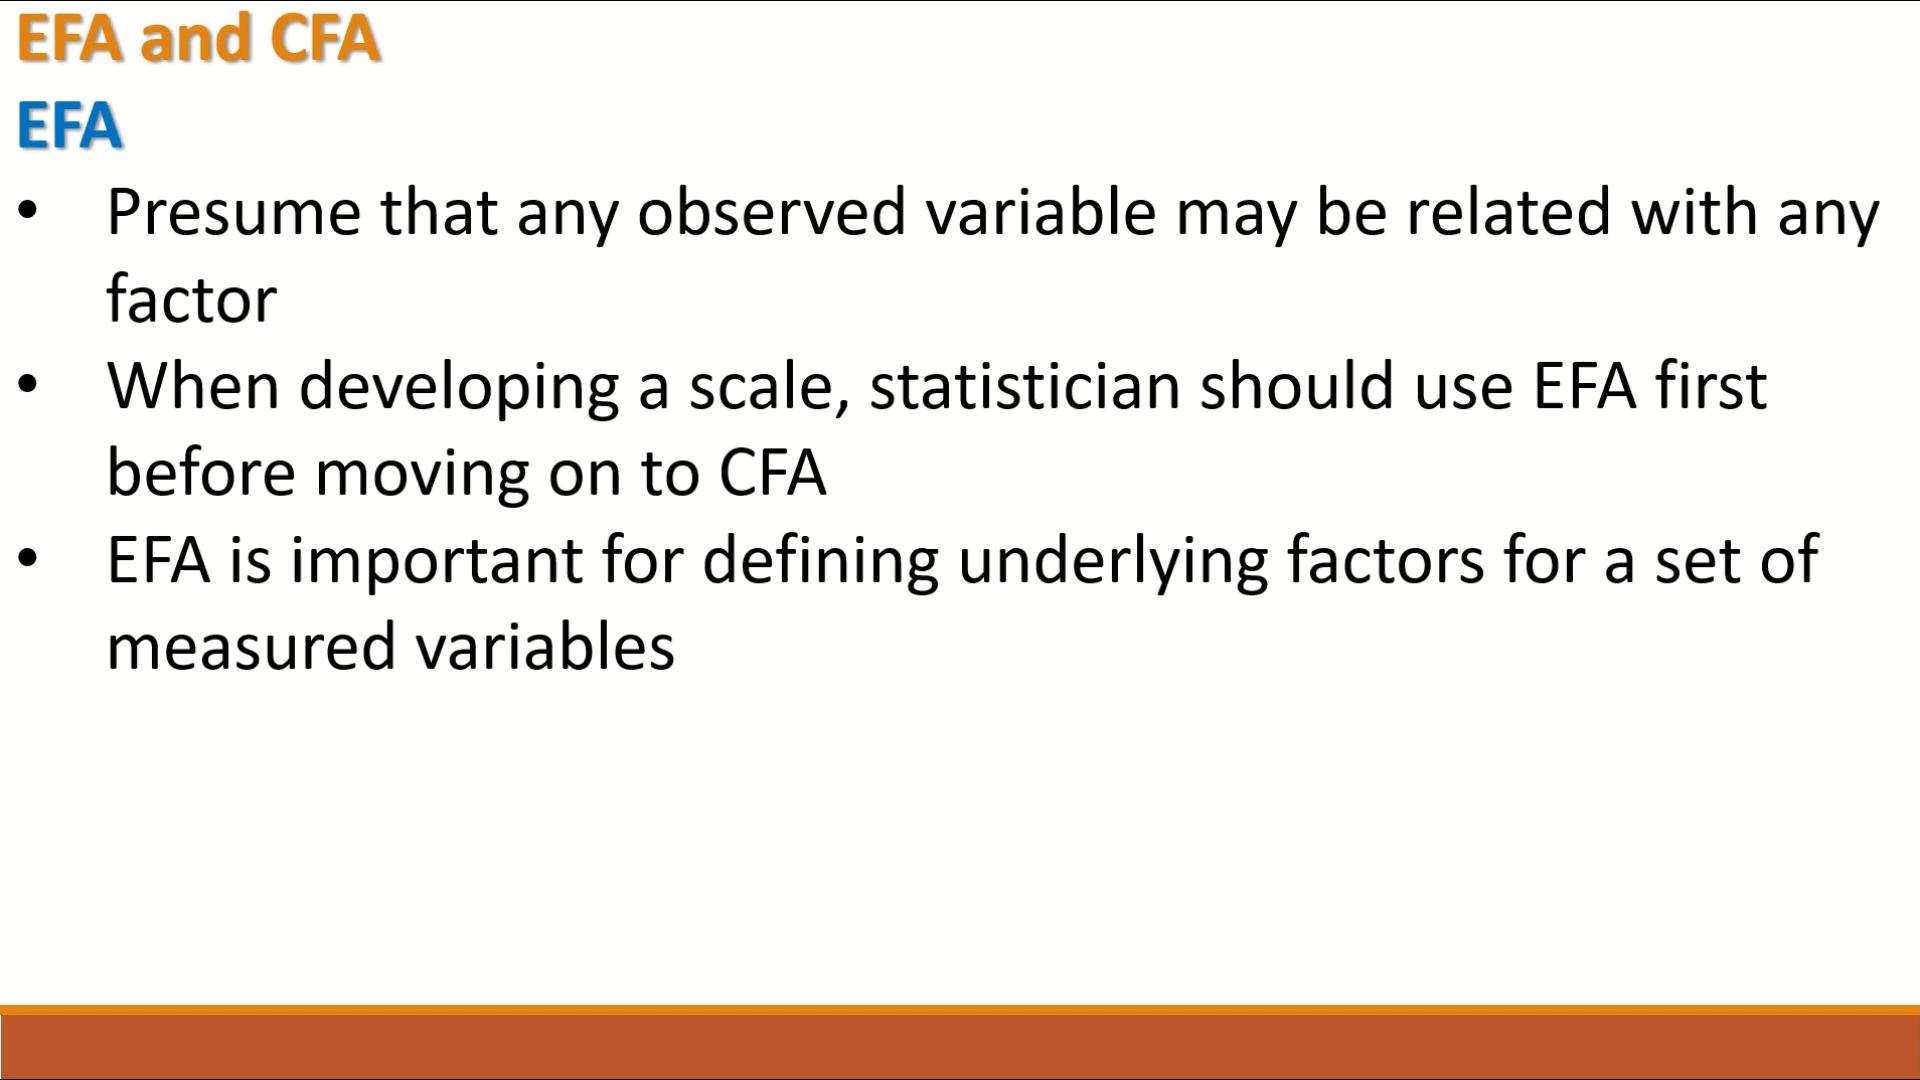 EFA and CFA
EFA
• Presume that any observed variable may be related with any
factor
• When developing a scale, statistician should use EFA first
before moving on to CFA
• EFA is important for defining underlying factors for a set of
measured variables